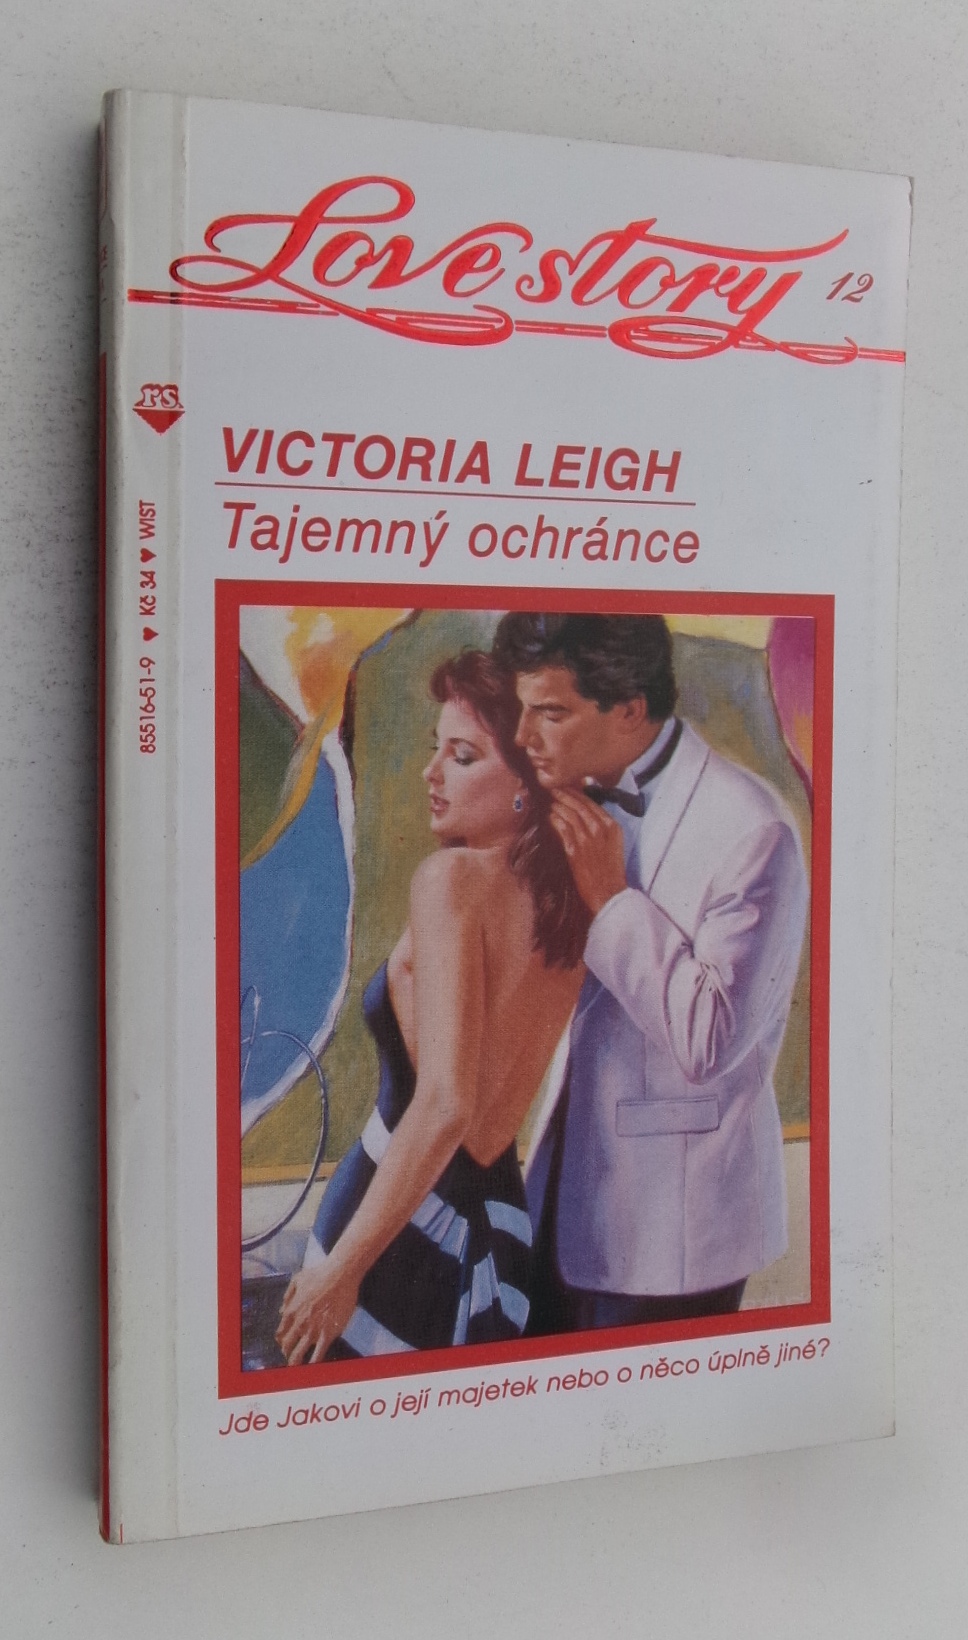 Love story 12
rs
VICTORIA LEIGH
Tajemný ochránce
85516-51-9 ♥ Kč 34 ♥ WIST
Jde Jakovi o její majetek nebo o něco úplně jiné?